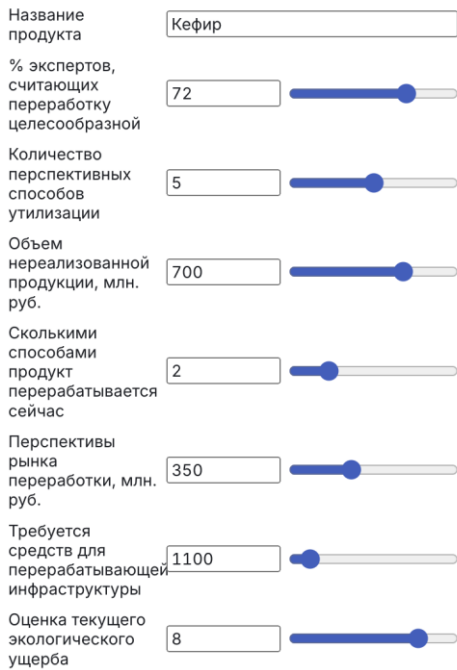 Название
продукта
Кефир
% экспертов,
считающих
переработку
целесообразной
72
Количество
перспективных
способов
утилизации
5
Объем
нереализованной
продукции, млн.
руб.
700
Сколькими
способами
продукт
перерабатывается
сейчас
2
Перспективы
рынка
переработки, млн.
руб.
350
Требуется
средств для
перерабатывающей
инфраструктуры
1100
Оценка текущего
экологического
ущерба
8